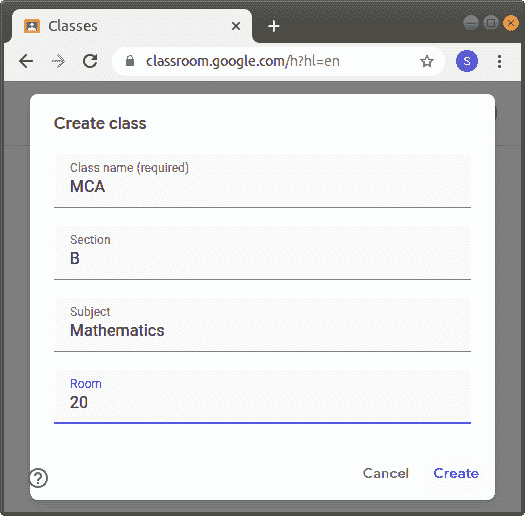 Classes
classroom.google.com/h?hl=en
S
Create class
Class name (required)
MCA
Section
B
Subject
Mathematics
Room
20
Cancel Create